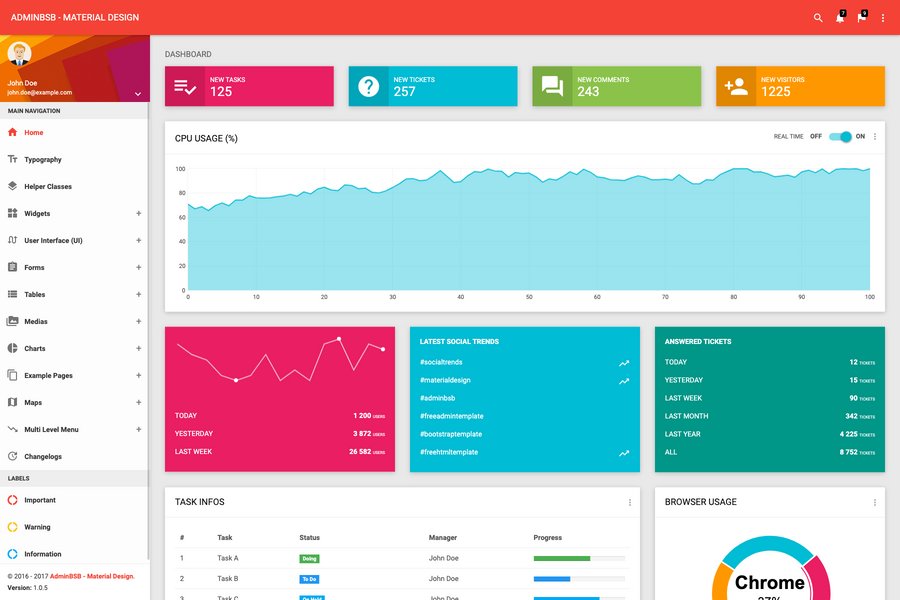 ADMINBSB - MATERIAL DESIGN
7
9
John Doe
john.doe@example.com
MAIN NAVIGATION
Home
Typography
Helper Classes
Widgets
User Interface (UI)
Forms
Tables
Medias
Charts
Example Pages
Maps
Multi Level Menu
Changelogs
LABELS
Important
Warning
Information
© 2016 - 2017 AdminBSB - Material Design.
Version: 1.0.5
DASHBOARD
NEW TASKS
125
NEW TICKETS
257
NEW COMMENTS
243
NEW VISITORS
1225
CPU USAGE (%)
REAL TIME OFF ON
100
80
60
40
20
0
0 10 20 30 40 50 60 70 80 90 100
TODAY 1 200 USERS
YESTERDAY 3 872 USERS
LAST WEEK 26 582 USERS
LATEST SOCIAL TRENDS
#socialtrends
#materialdesign
#adminbsb
#freeadmintemplate
#bootstraptemplate
#freehtmltemplate
ANSWERED TICKETS
TODAY 12 TICKETS
YESTERDAY 15 TICKETS
LAST WEEK 90 TICKETS
LAST MONTH 342 TICKETS
LAST YEAR 4 225 TICKETS
ALL 8 752 TICKETS
TASK INFOS
# Task Status Manager Progress
1 Task A Doing John Doe
2 Task B To Do John Doe
3 Task C On Hold John Doe
BROWSER USAGE
Chrome
37%